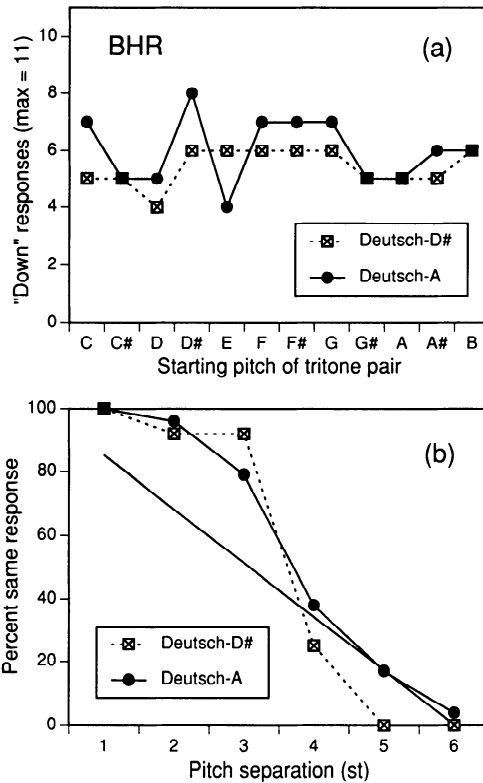 BHR
(a)
"Down" responses (max = 11)
10
8
6
4
2
0
Deutsch-D#
Deutsch-A
C C# D D# E F F# G G# A A# B
Starting pitch of tritone pair
(b)
Percent same response
100
80
60
40
20
0
Deutsch-D#
Deutsch-A
1 2 3 4 5 6
Pitch separation (st)